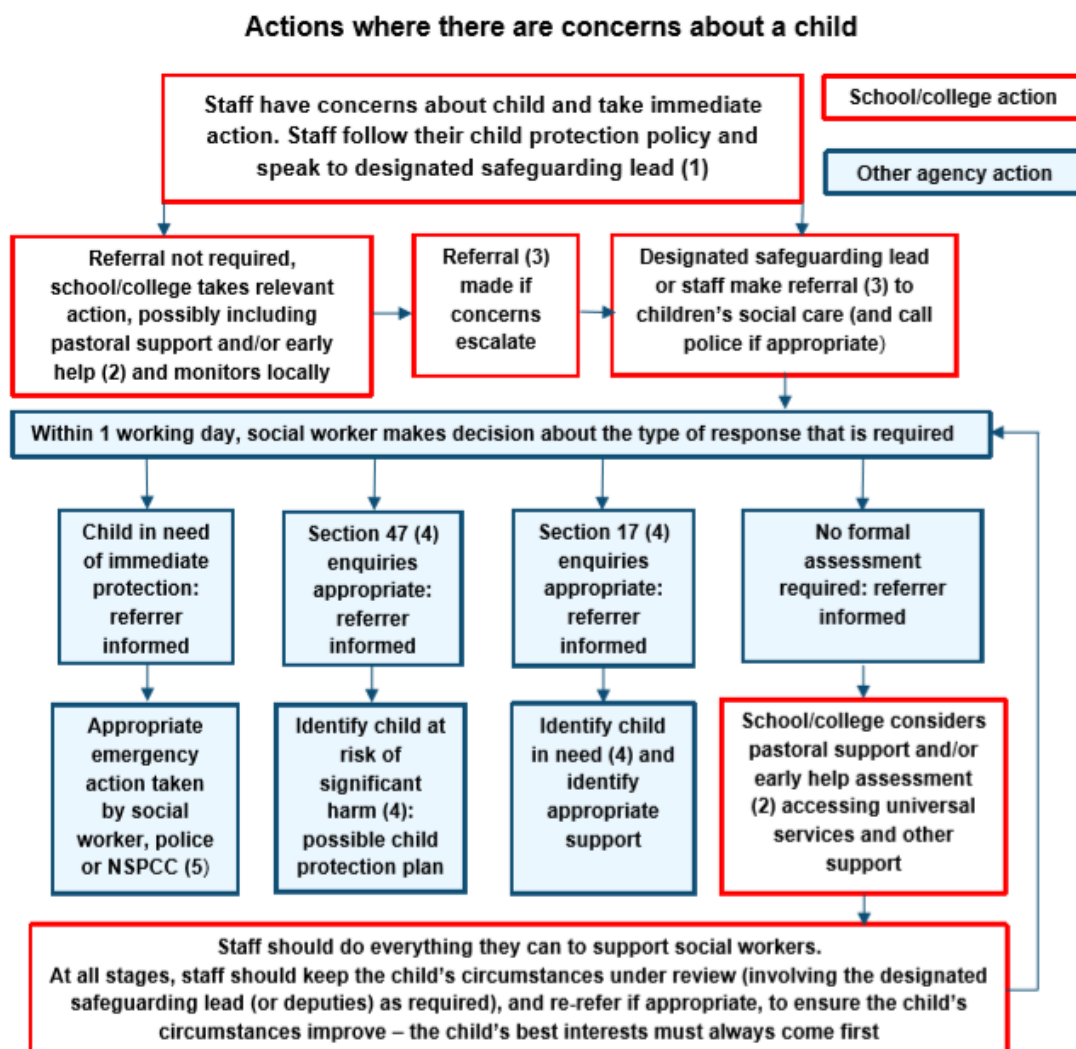 Actions where there are concerns about a child
Staff have concerns about child and take immediate
action. Staff follow their child protection policy and
speak to designated safeguarding lead (1)
School/college action
Other agency action
Referral not required,
school/college takes relevant
action, possibly including
pastoral support and/or early
help (2) and monitors locally
Referral (3)
made if
concerns
escalate
Designated safeguarding lead
or staff make referral (3) to
children’s social care (and call
police if appropriate)
Within 1 working day, social worker makes decision about the type of response that is required
Child in need
of immediate
protection:
referrer
informed
Section 47 (4)
enquiries
appropriate:
referrer
informed
Section 17 (4)
enquiries
appropriate:
referrer
informed
No formal
assessment
required: referrer
informed
Appropriate
emergency
action taken
by social
worker, police
or NSPCC (5)
Identify child at
risk of
significant
harm (4):
possible child
protection plan
Identify child
in need (4) and
identify
appropriate
support
School/college considers
pastoral support and/or
early help assessment
(2) accessing universal
services and other
support
Staff should do everything they can to support social workers.
At all stages, staff should keep the child’s circumstances under review (involving the designated
safeguarding lead (or deputies) as required), and re-refer if appropriate, to ensure the child’s
circumstances improve – the child’s best interests must always come first